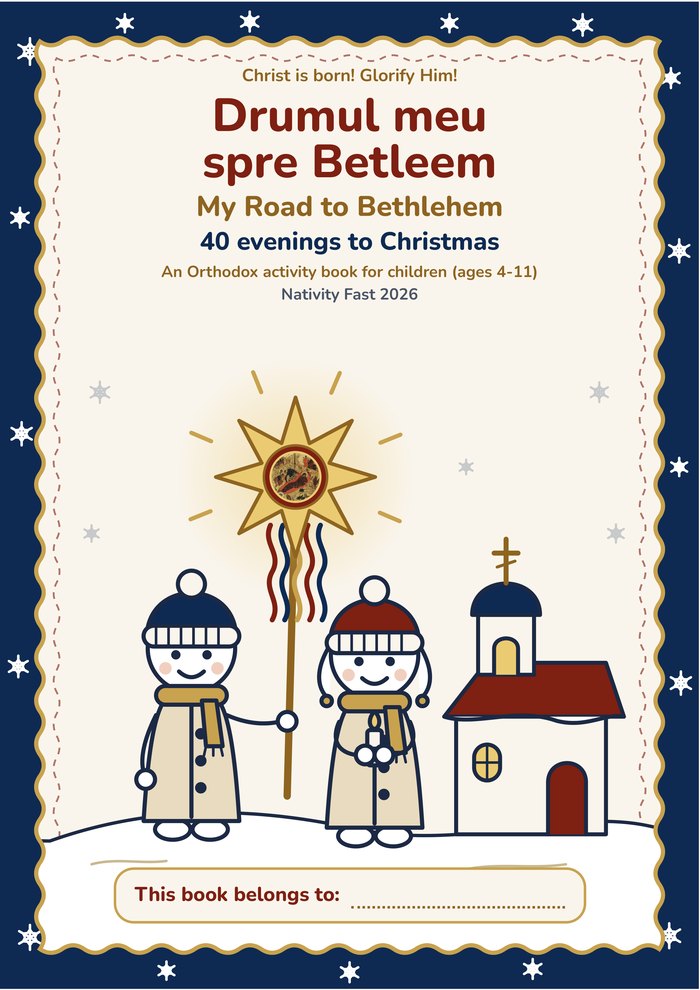 Christ is born! Glorify Him!
Drumul meu
spre Betleem
My Road to Bethlehem
40 evenings to Christmas
An Orthodox activity book for children (ages 4-11)
Nativity Fast 2026
This book belongs to: